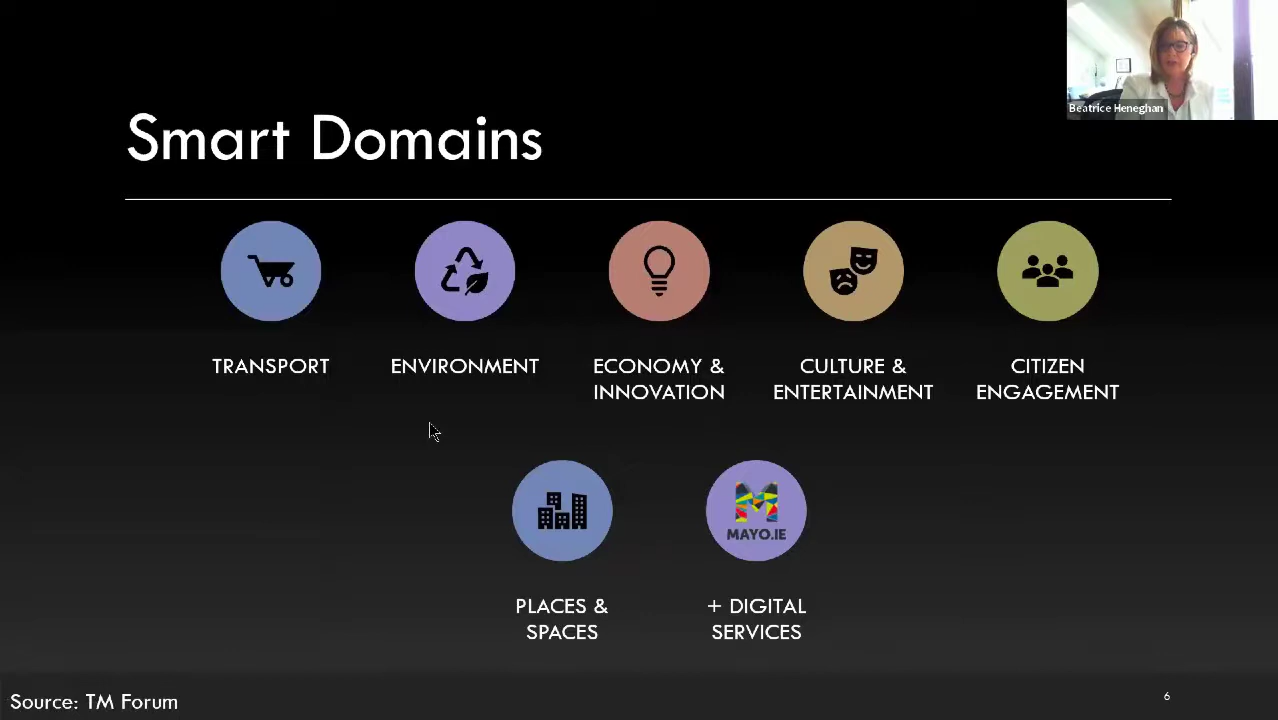 Beatrice Heneghan
Smart Domains
TRANSPORT
ENVIRONMENT
ECONOMY &
INNOVATION
CULTURE &
ENTERTAINMENT
CITIZEN
ENGAGEMENT
MAYO.IE
PLACES &
SPACES
+ DIGITAL
SERVICES
Source: TM Forum
6